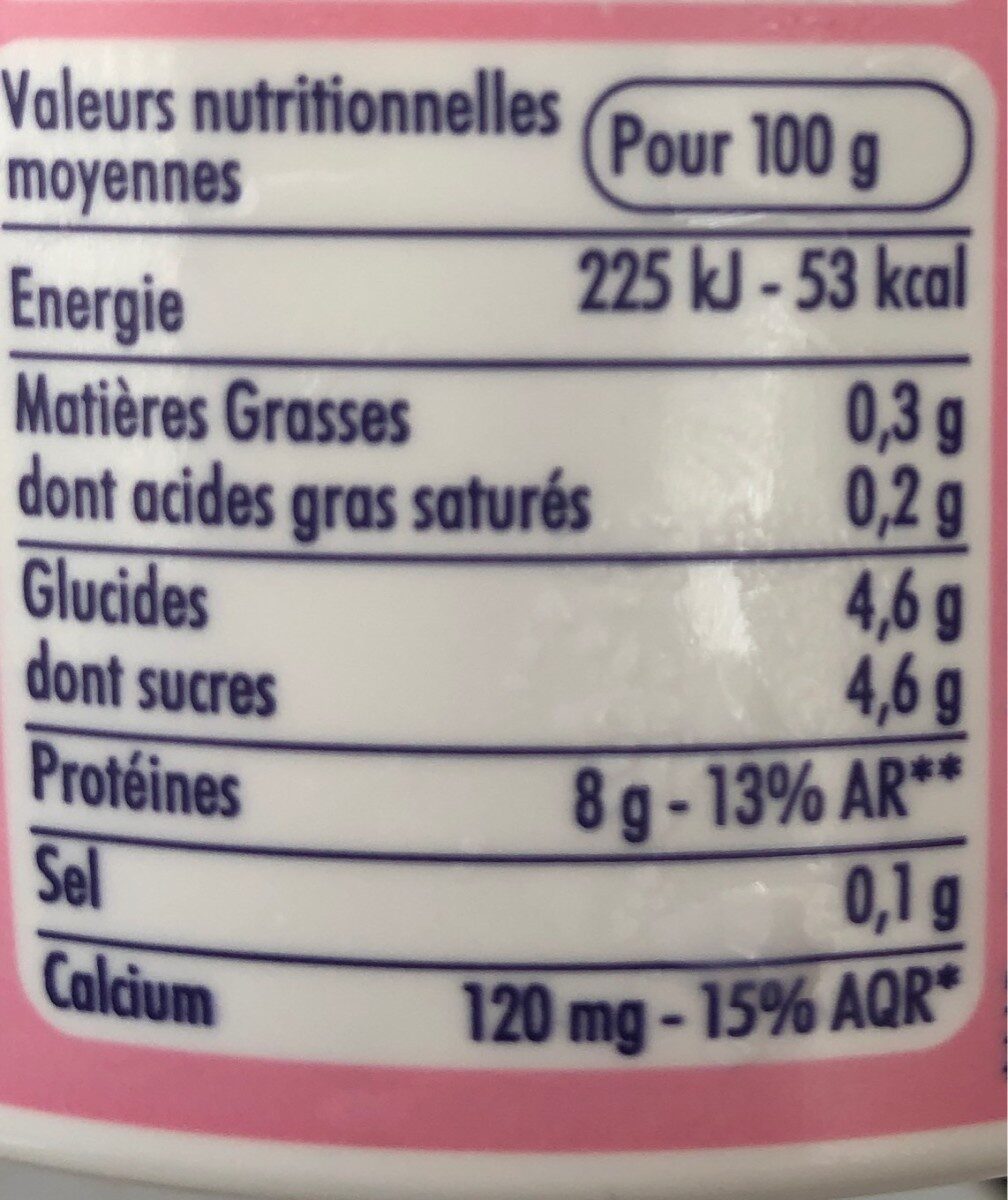 Valeurs nutritionnelles
moyennes
Pour 100 g
Energie 225 kJ - 53 kcal
Matières Grasses 0,3 g
dont acides gras saturés 0,2 g
Glucides 4,6 g
dont sucres 4,6 g
Protéines 8 g - 13% AR**
Sel 0,1 g
Calcium 120 mg - 15% AQR*